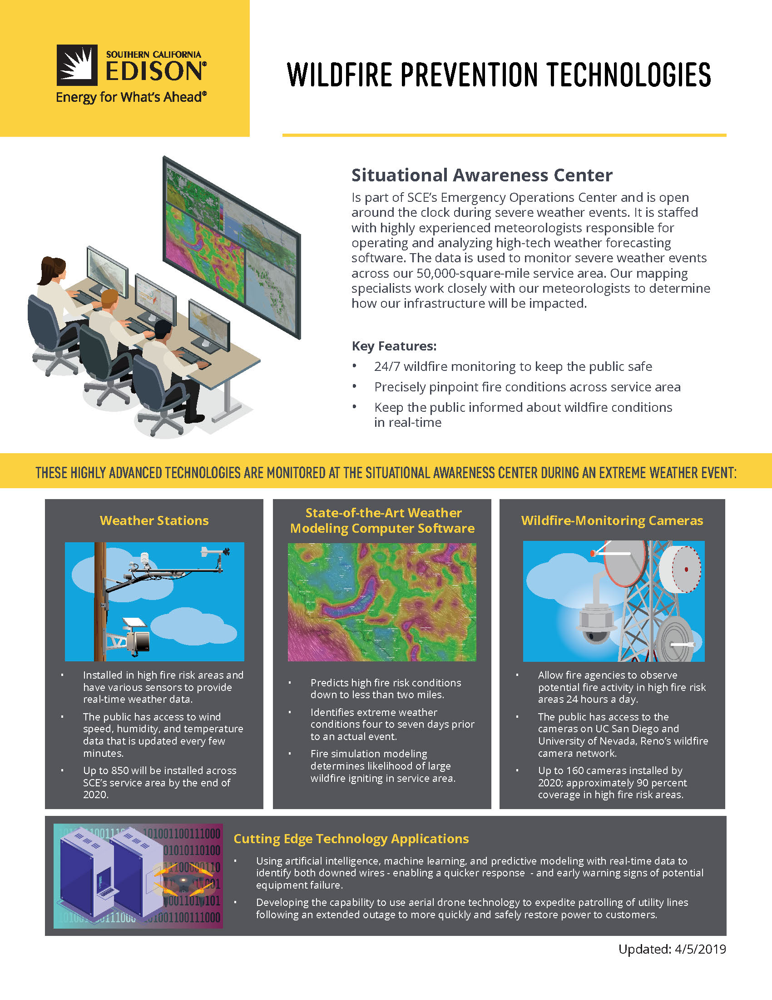 SOUTHERN CALIFORNIA
EDISON®
Energy for What's Ahead®
WILDFIRE PREVENTION TECHNOLOGIES
Situational Awareness Center
Is part of SCE's Emergency Operations Center and is open
around the clock during severe weather events. It is staffed
with highly experienced meteorologists responsible for
operating and analyzing high-tech weather forecasting
software. The data is used to monitor severe weather events
across our 50,000-square-mile service area. Our mapping
specialists work closely with our meteorologists to determine
how our infrastructure will be impacted.
Key Features:
• 24/7 wildfire monitoring to keep the public safe
• Precisely pinpoint fire conditions across service area
• Keep the public informed about wildfire conditions
in real-time
THESE HIGHLY ADVANCED TECHNOLOGIES ARE MONITORED AT THE SITUATIONAL AWARENESS CENTER DURING AN EXTREME WEATHER EVENT:
Weather Stations
• Installed in high fire risk areas and
have various sensors to provide
real-time weather data.
• The public has access to wind
speed, humidity, and temperature
data that is updated every few
minutes.
• Up to 850 will be installed across
SCE's service area by the end of
2020.
State-of-the-Art Weather
Modeling Computer Software
• Predicts high fire risk conditions
down to less than two miles.
• Identifies extreme weather
conditions four to seven days prior
to an actual event.
• Fire simulation modeling
determines likelihood of large
wildfire igniting in service area.
Wildfire-Monitoring Cameras
• Allow fire agencies to observe
potential fire activity in high fire risk
areas 24 hours a day.
• The public has access to the
cameras on UC San Diego and
University of Nevada, Reno's wildfire
camera network.
• Up to 160 cameras installed by
2020; approximately 90 percent
coverage in high fire risk areas.
101001100111000
01010110100
1001100111000
Cutting Edge Technology Applications
• Using artificial intelligence, machine learning, and predictive modeling with real-time data to
identify both downed wires - enabling a quicker response  - and early warning signs of potential
equipment failure.
• Developing the capability to use aerial drone technology to expedite patrolling of utility lines
following an extended outage to more quickly and safely restore power to customers.
Updated: 4/5/2019